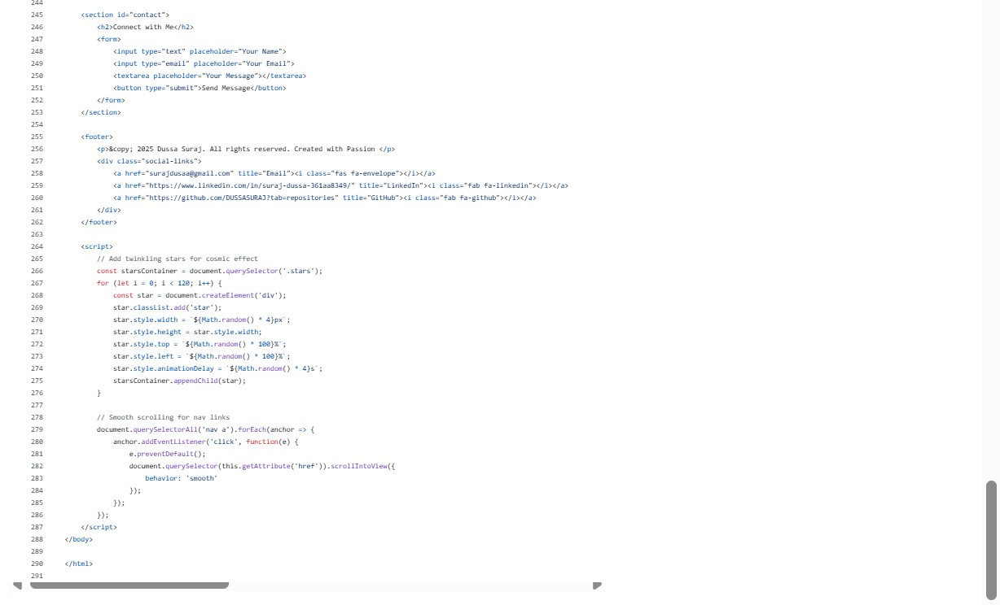 244
245 <section id="contact">
246 <h2>Connect with Me</h2>
247 <form>
248 <input type="text" placeholder="Your Name">
249 <input type="email" placeholder="Your Email">
250 <textarea placeholder="Your Message"></textarea>
251 <button type="submit">Send Message</button>
252 </form>
253 </section>
254
255 <footer>
256 <p>&copy; 2025 Dussa Suraj. All rights reserved. Created with Passion </p>
257 <div class="social-links">
258 <a href="surajdusaa@gmail.com" title="Email"><i class="fas fa-envelope"></i></a>
259 <a href="https://www.linkedin.com/in/suraj-dussa-361aa8349/" title="LinkedIn"><i class="fab fa-linkedin"></i></a>
260 <a href="https://github.com/DUSSASURAJ?tab=repositories" title="GitHub"><i class="fab fa-github"></i></a>
261 </div>
262 </footer>
263
264 <script>
265 // Add twinkling stars for cosmic effect
266 const starsContainer = document.querySelector('.stars');
267 for (let i = 0; i < 120; i++) {
268 const star = document.createElement('div');
269 star.classList.add('star');
270 star.style.width = `${Math.random() * 4}px`;
271 star.style.height = star.style.width;
272 star.style.top = `${Math.random() * 100}%`;
273 star.style.left = `${Math.random() * 100}%`;
274 star.style.animationDelay = `${Math.random() * 4}s`;
275 starsContainer.appendChild(star);
276 }
277
278 // Smooth scrolling for nav links
279 document.querySelectorAll('nav a').forEach(anchor => {
280 anchor.addEventListener('click', function(e) {
281 e.preventDefault();
282 document.querySelector(this.getAttribute('href')).scrollIntoView({
283 behavior: 'smooth'
284 });
285 });
286 });
287 </script>
288 </body>
289
290 </html>
291